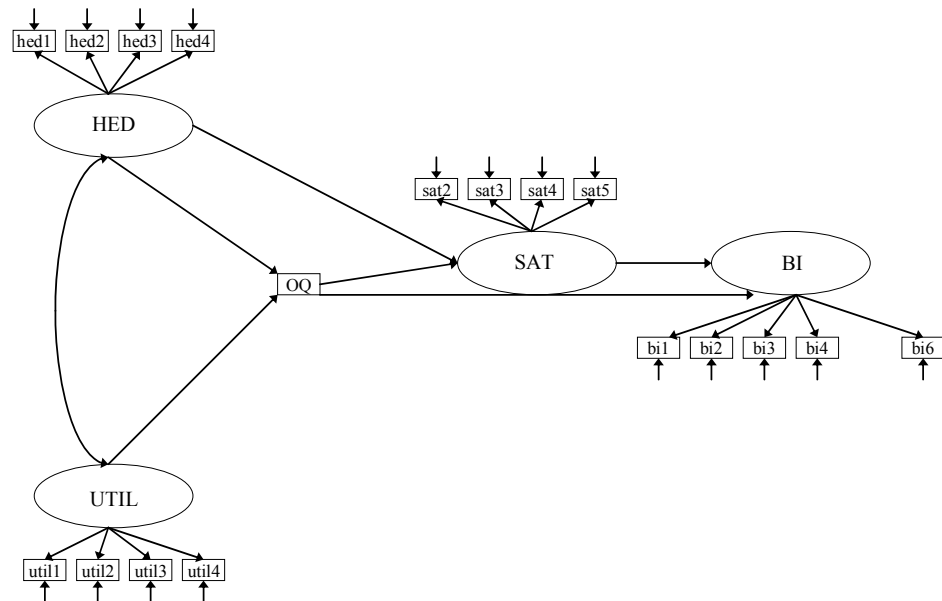 hed1 hed2 hed3 hed4
HED
sat2 sat3 sat4 sat5
SAT
BI
OQ
bi1 bi2 bi3 bi4 bi6
UTIL
util1 util2 util3 util4